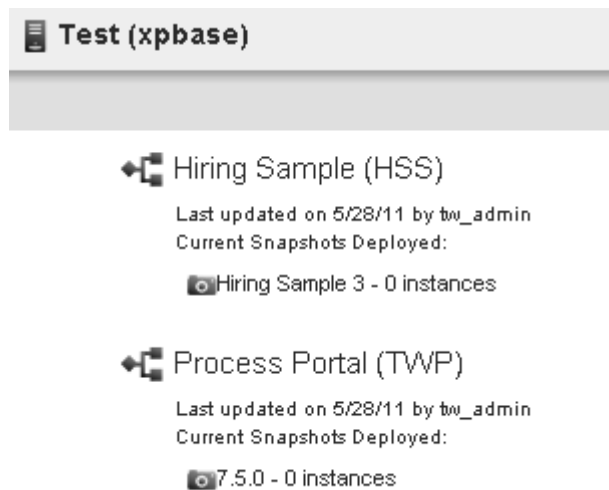 Test (xpbase)
Hiring Sample (HSS)
Last updated on 5/28/11 by tw_admin
Current Snapshots Deployed:
Hiring Sample 3 - 0 instances
Process Portal (TWP)
Last updated on 5/28/11 by tw_admin
Current Snapshots Deployed:
7.5.0 - 0 instances